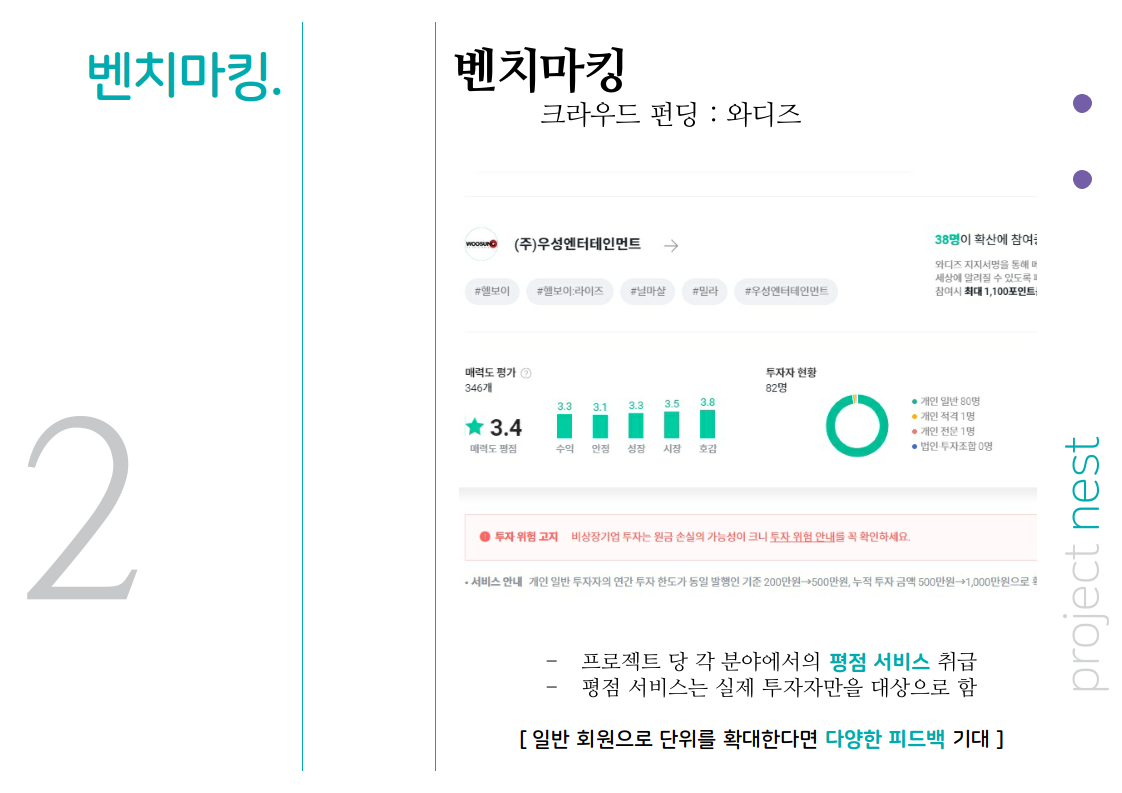 벤치마킹.
벤치마킹
크라우드 펀딩 : 와디즈
WOOSUNG (주)우성엔터테인먼트 →
#헬보이 #헬보이:라이즈 #널마살 #밀라 #우성엔터테인먼트
38명이 확산에 참여
와디즈 지지서명을 통해
세상에 알려질 수 있도록
참여시 최대 1,100포인트
매력도 평가 ?
346개
★ 3.4
매력도 평점
3.3 3.1 3.3 3.5 3.8
수익 안정 성장 시장 호감
투자자 현황
82명
개인 일반 80명
개인 적격 1명
개인 전문 1명
법인 투자조합 0명
투자 위험 고지 비상장기업 투자는 원금 손실의 가능성이 크니 투자 위험 안내를 꼭 확인하세요.
• 서비스 안내 개인 일반 투자자의 연간 투자 한도가 동일 발행인 기준 200만원→500만원, 누적 투자 금액 500만원→1,000만원으로
2
– 프로젝트 당 각 분야에서의 평점 서비스 취급
– 평점 서비스는 실제 투자자만을 대상으로 함
[ 일반 회원으로 단위를 확대한다면 다양한 피드백 기대 ]
project nest